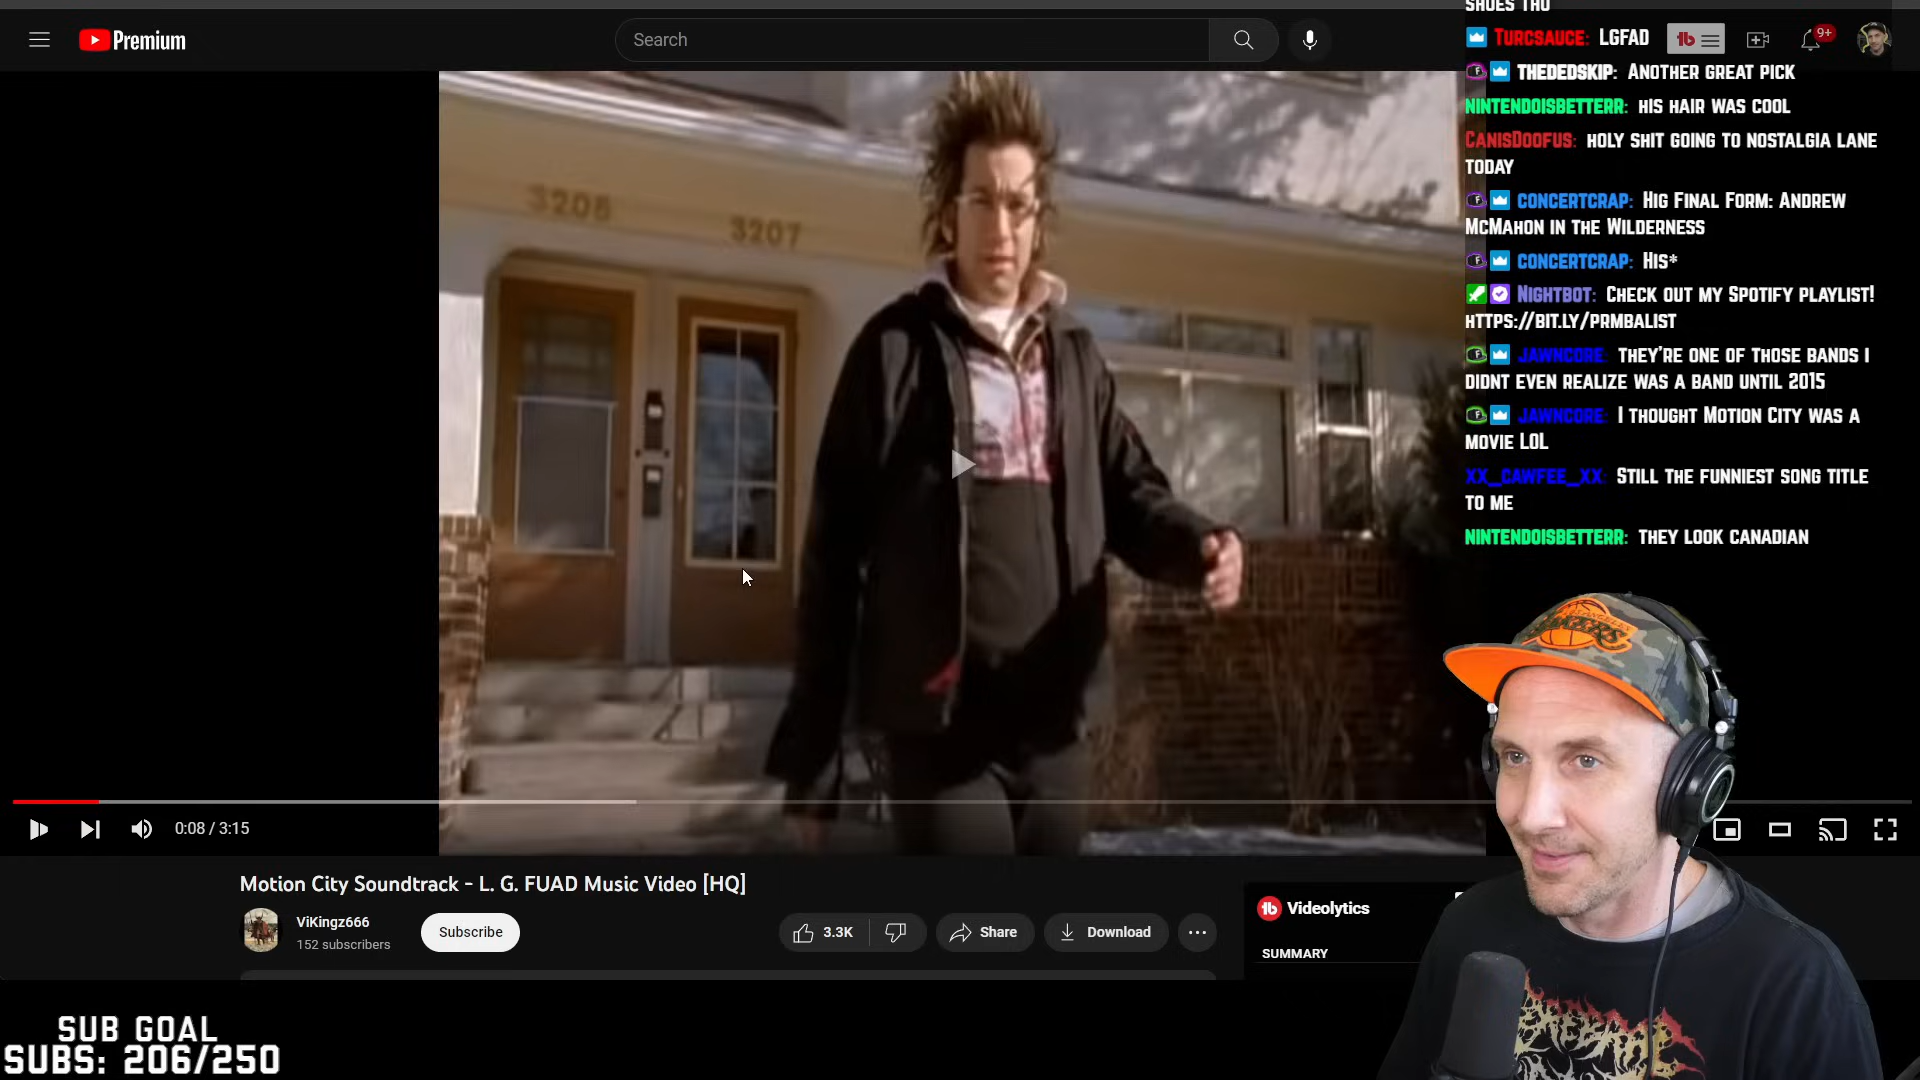 SHOES THO
Premium
Search
TURCSAUCE: LGFAD
9+
THEDEDSKIP: ANOTHER GREAT PICK
NINTENDOISBETTERR: HIS HAIR WAS COOL
CANISDOOFUS: HOLY SHIT GOING TO NOSTALGIA LANE
TODAY
CONCERTCRAP: HIG FINAL FORM: ANDREW
MCMAHON IN THE WILDERNESS
CONCERTCRAP: HIS*
NIGHTBOT: CHECK OUT MY SPOTIFY PLAYLIST!
HTTPS://BIT.LY/PRMBALIST
JAWNCORE: THEY'RE ONE OF THOSE BANDS I
DIDNT EVEN REALIZE WAS A BAND UNTIL 2015
JAWNCORE: I THOUGHT MOTION CITY WAS A
MOVIE LOL
XX_CAWFEE_XX: STILL THE FUNNIEST SONG TITLE
TO ME
NINTENDOISBETTERR: THEY LOOK CANADIAN
3205
3207
LAKERS
0:08 / 3:15
Motion City Soundtrack - L. G. FUAD Music Video [HQ]
ViKingz666
152 subscribers
Subscribe
3.3K
Share
Download
Videolytics
SUMMARY
SUB GOAL
SUBS: 206/250